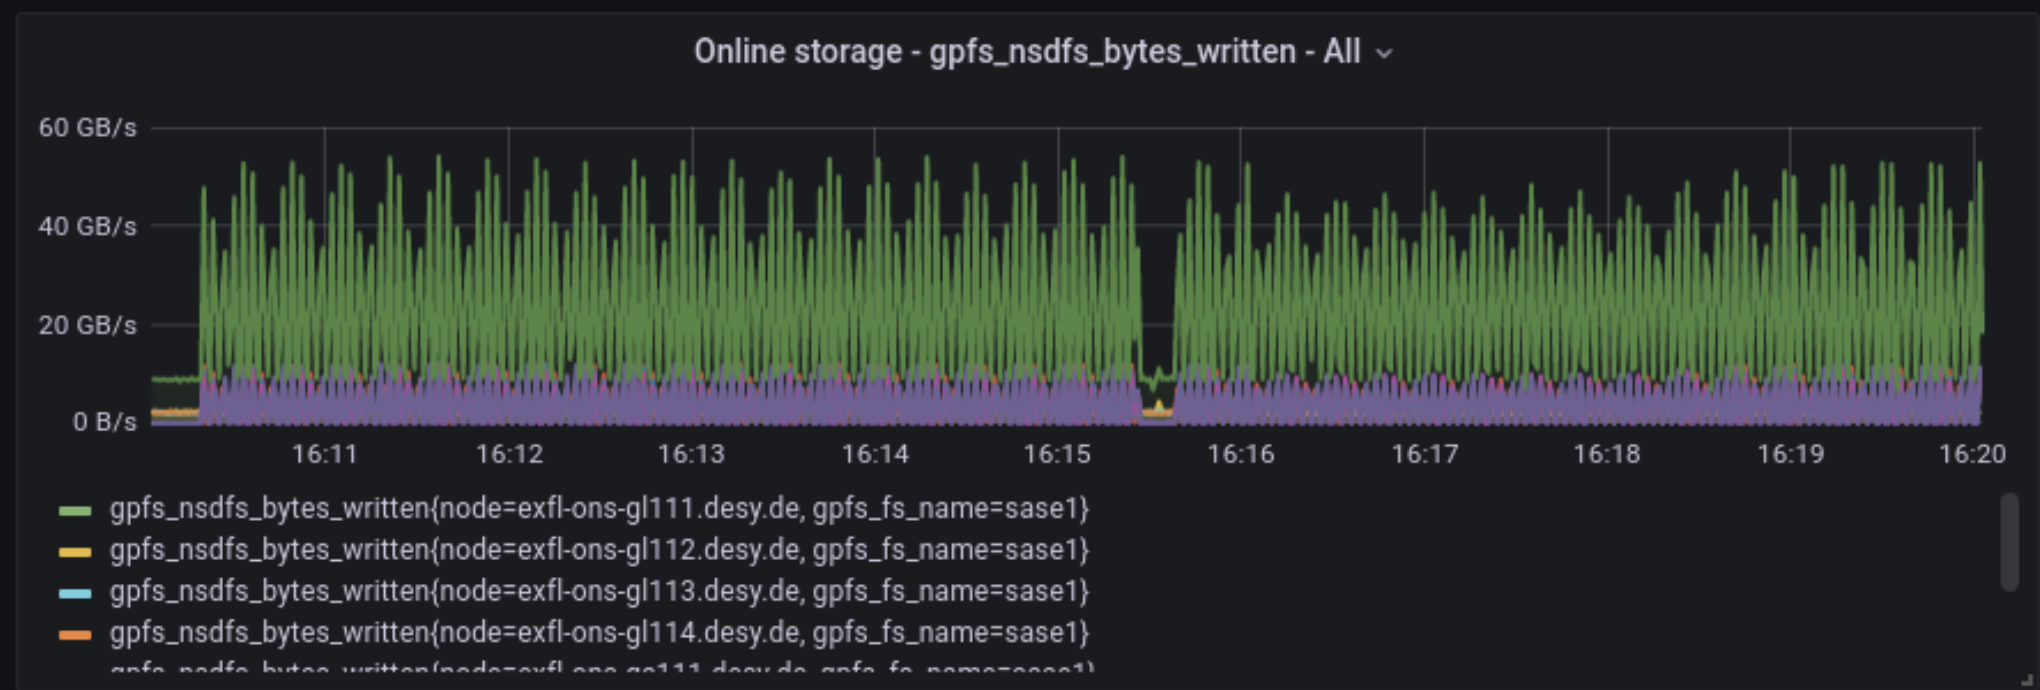 Online storage - gpfs_nsdfs_bytes_written - All
60 GB/s
40 GB/s
20 GB/s
0 B/s
16:11 16:12 16:13 16:14 16:15 16:16 16:17 16:18 16:19 16:20
gpfs_nsdfs_bytes_written{node=exfl-ons-gl111.desy.de, gpfs_fs_name=sase1}
gpfs_nsdfs_bytes_written{node=exfl-ons-gl112.desy.de, gpfs_fs_name=sase1}
gpfs_nsdfs_bytes_written{node=exfl-ons-gl113.desy.de, gpfs_fs_name=sase1}
gpfs_nsdfs_bytes_written{node=exfl-ons-gl114.desy.de, gpfs_fs_name=sase1}